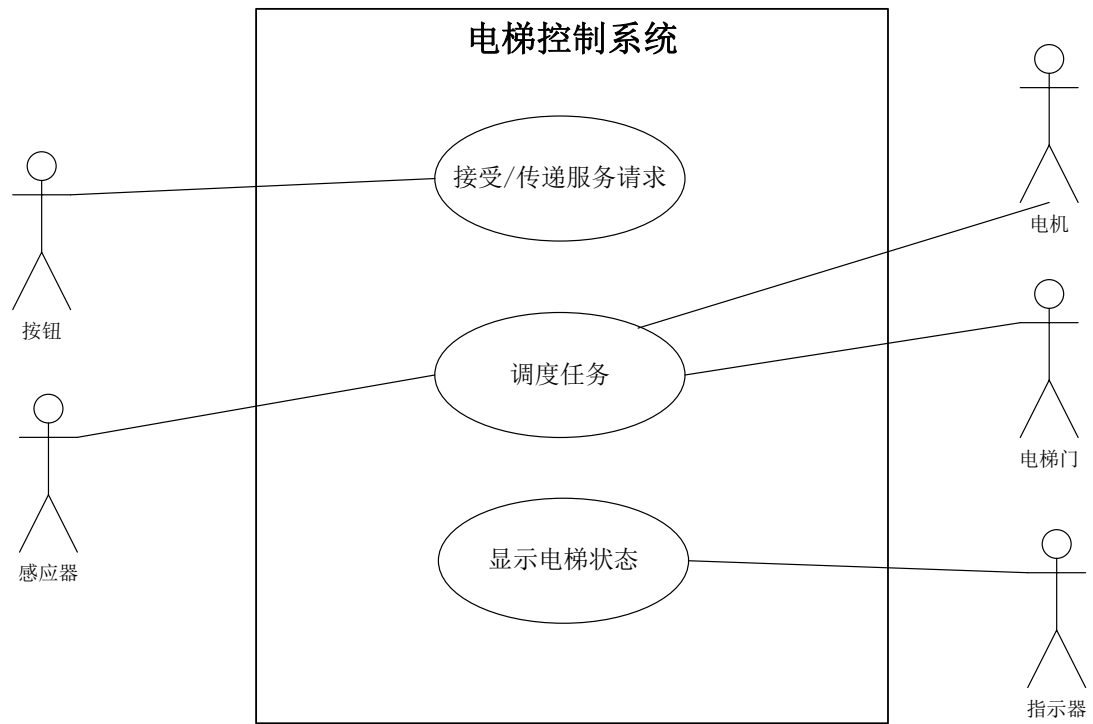 电梯控制系统
接受/传递服务请求
电机
按钮
调度任务
电梯门
感应器
显示电梯状态
指示器